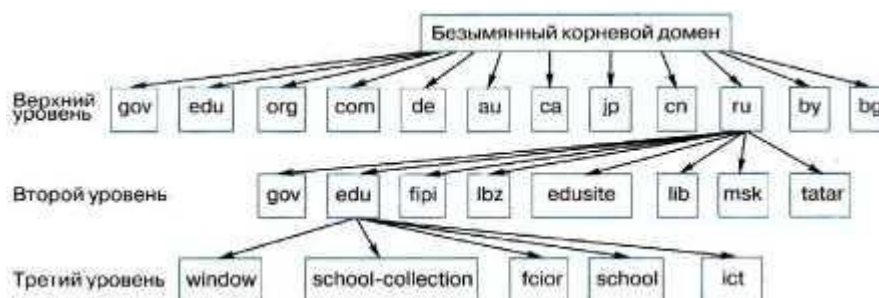 Безымянный корневой домен
Верхний
уровень
gov edu org com de au ca jp cn ru by bg
Второй уровень
gov edu fipi lbz edusite lib msk tatar
Третий уровень
window school-collection fcior school ict